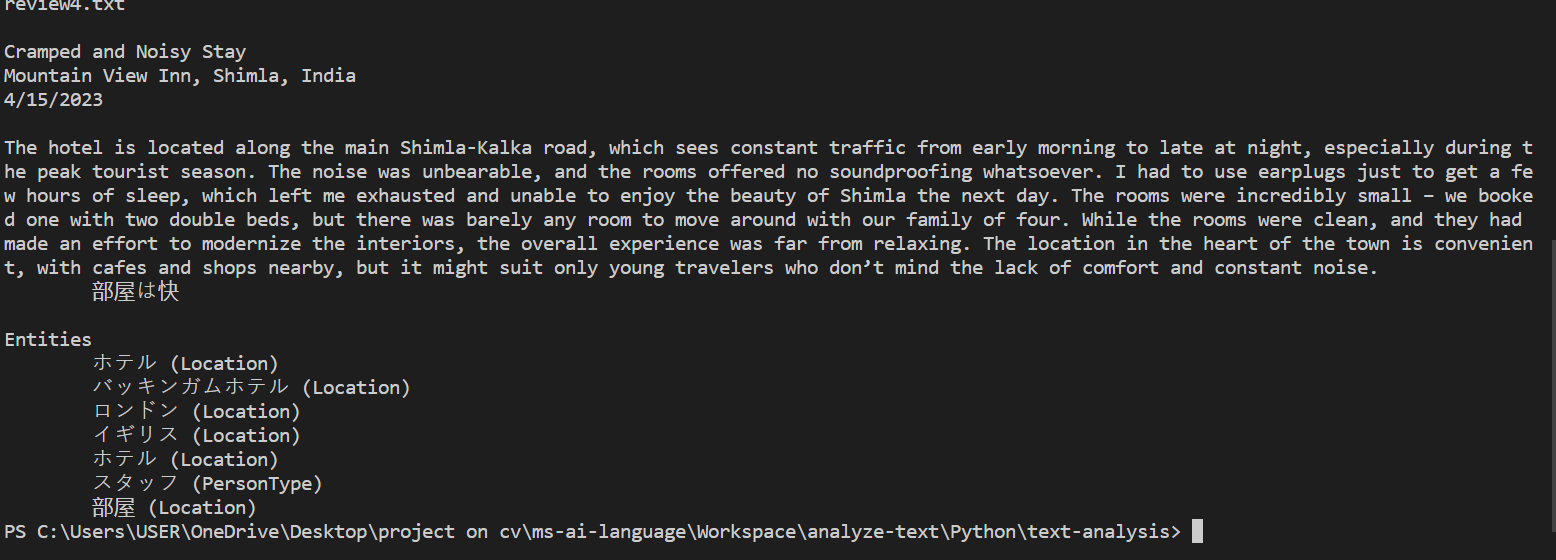 review4.txt
Cramped and Noisy Stay
Mountain View Inn, Shimla, India
4/15/2023
The hotel is located along the main Shimla-Kalka road, which sees constant traffic from early morning to late at night, especially during t
he peak tourist season. The noise was unbearable, and the rooms offered no soundproofing whatsoever. I had to use earplugs just to get a fe
w hours of sleep, which left me exhausted and unable to enjoy the beauty of Shimla the next day. The rooms were incredibly small – we booke
d one with two double beds, but there was barely any room to move around with our family of four. While the rooms were clean, and they had
made an effort to modernize the interiors, the overall experience was far from relaxing. The location in the heart of the town is convenien
t, with cafes and shops nearby, but it might suit only young travelers who don’t mind the lack of comfort and constant noise.
部屋は快
Entities
ホテル (Location)
バッキンガムホテル (Location)
ロンドン (Location)
イギリス (Location)
ホテル (Location)
スタッフ (PersonType)
部屋 (Location)
PS C:\Users\USER\OneDrive\Desktop\project on cv\ms-ai-language\Workspace\analyze-text\Python\text-analysis>